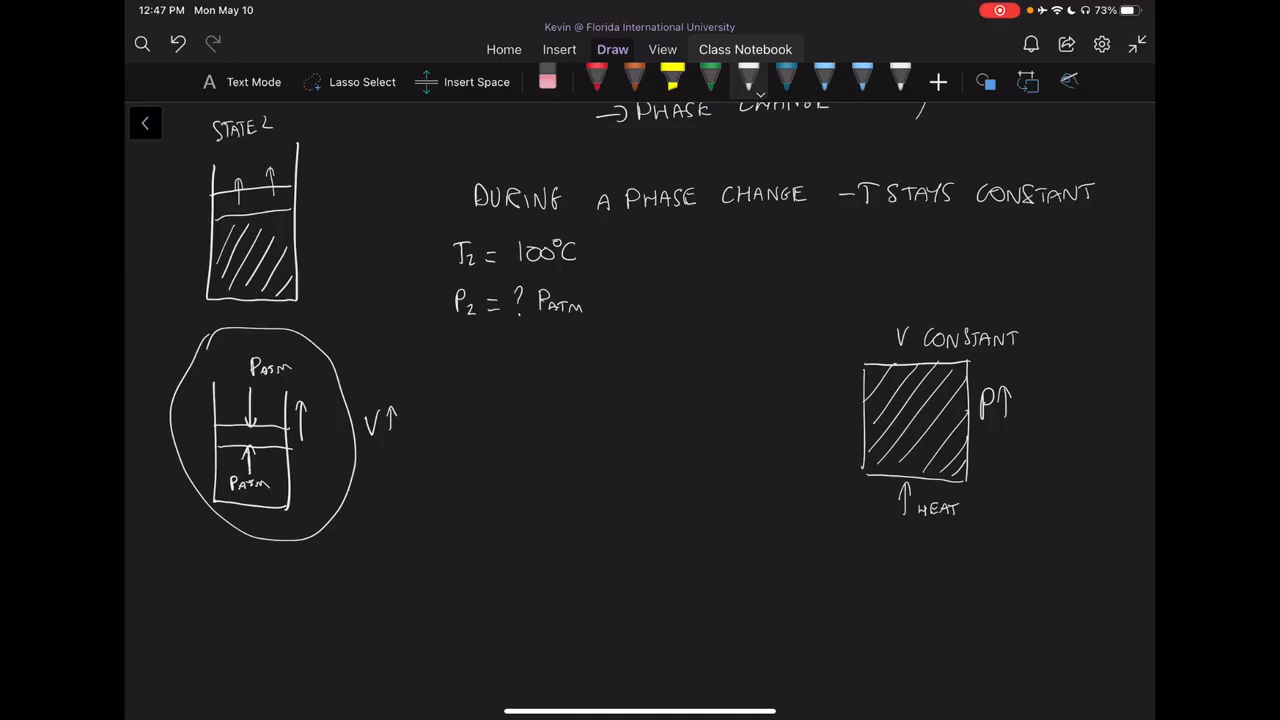 12:47 PM Mon May 10
73%
Kevin @ Florida International University
Home Insert Draw View Class Notebook
Text Mode Lasso Select Insert Space
→ PHASE CHANGE
STATE 2
DURING A PHASE CHANGE - T STAYS CONSTANT
T2 = 100°C
P2 = ? PATM
V CONSTANT
PATM
P↑
V↑
PATM
↑ HEAT